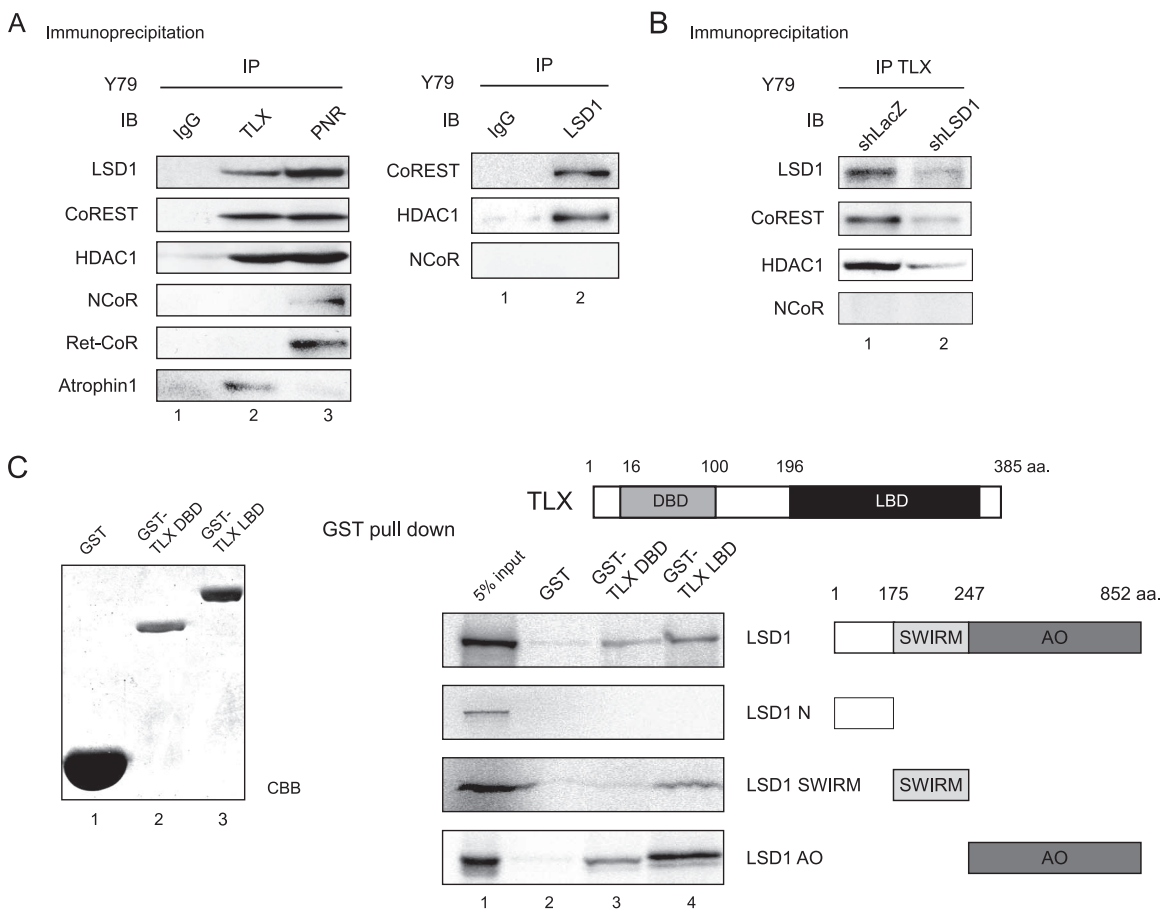 A Immunoprecipitation
Y79
IP
IB
IgG TLX PNR
LSD1
CoREST
HDAC1
NCoR
Ret-CoR
Atrophin1
1 2 3
Y79
IP
IB
IgG LSD1
CoREST
HDAC1
NCoR
1 2
B Immunoprecipitation
Y79
IP TLX
IB
shLacZ shLSD1
LSD1
CoREST
HDAC1
NCoR
1 2
C
GST GST-TLX DBD GST-TLX LBD
CBB
1 2 3
1 16 100 196 385 aa.
TLX DBD LBD
GST pull down
5% input GST GST-TLX DBD GST-TLX LBD
1 175 247 852 aa.
LSD1 SWIRM AO
LSD1 N
LSD1 SWIRM SWIRM
LSD1 AO AO
1 2 3 4